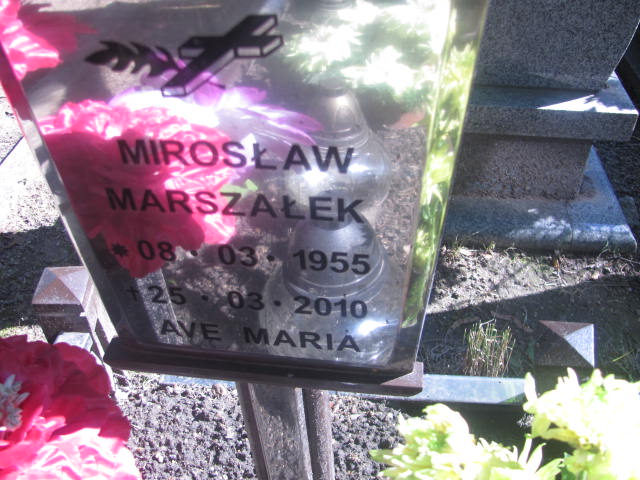 MIROSŁAW
MARSZAŁEK
* 08 · 03 · 1955
† 25 · 03 · 2010
AVE MARIA